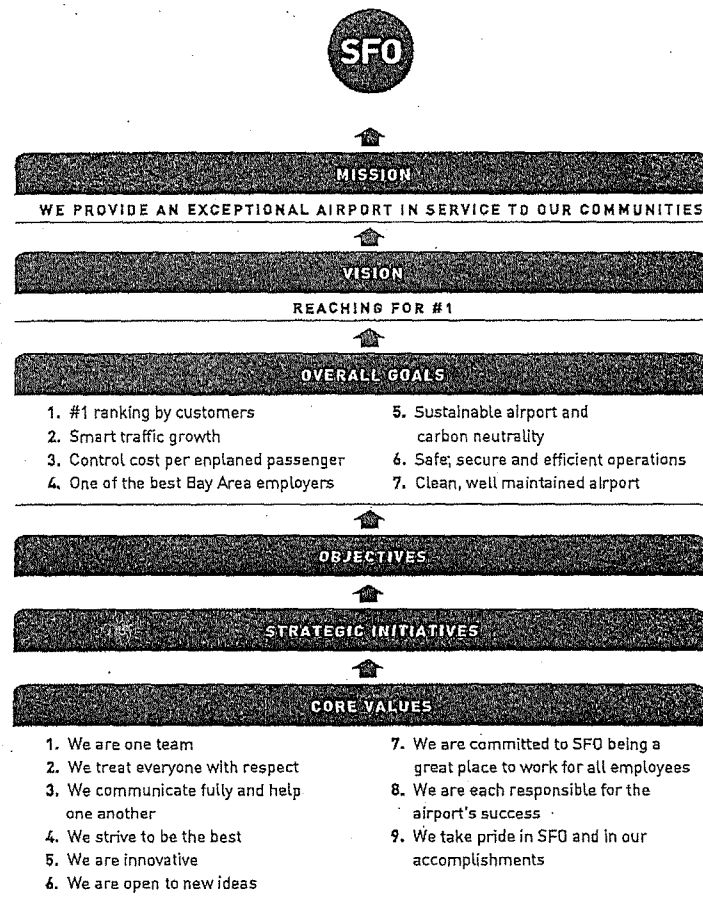 SFO
MISSION
WE PROVIDE AN EXCEPTIONAL AIRPORT IN SERVICE TO OUR COMMUNITIES
VISION
REACHING FOR #1
OVERALL GOALS
1. #1 ranking by customers
2. Smart traffic growth
3. Control cost per enplaned passenger
4. One of the best Bay Area employers
5. Sustainable airport and
carbon neutrality
6. Safe, secure and efficient operations
7. Clean, well maintained airport
OBJECTIVES
STRATEGIC INITIATIVES
CORE VALUES
1. We are one team
2. We treat everyone with respect
3. We communicate fully and help
one another
4. We strive to be the best
5. We are innovative
6. We are open to new ideas
7. We are committed to SFO being a
great place to work for all employees
8. We are each responsible for the
airport's success
9. We take pride in SFO and in our
accomplishments